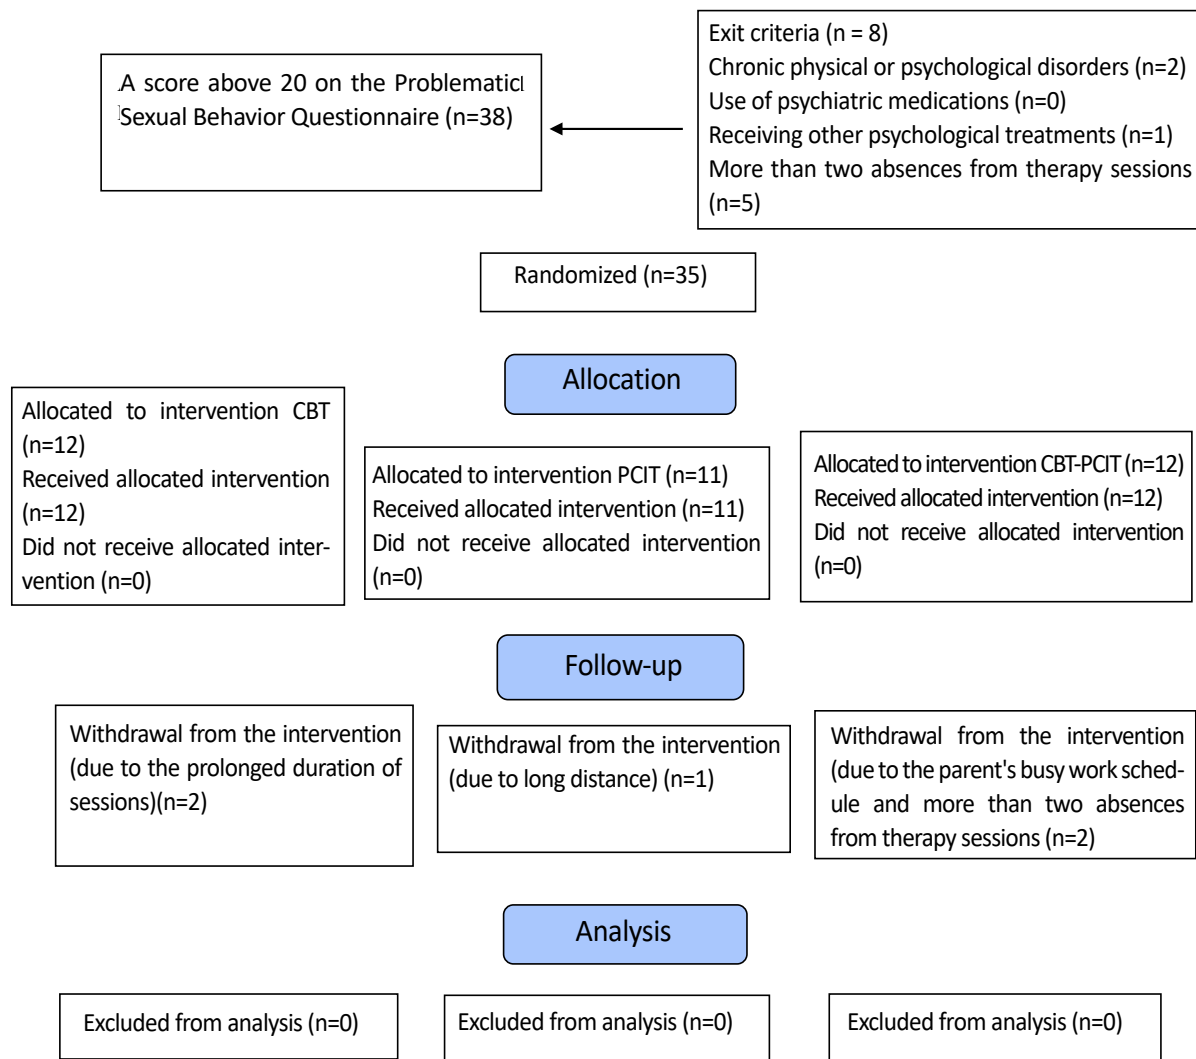 A score above 20 on the Problematic
Sexual Behavior Questionnaire (n=38)
Exit criteria (n = 8)
Chronic physical or psychological disorders (n=2)
Use of psychiatric medications (n=0)
Receiving other psychological treatments (n=1)
More than two absences from therapy sessions
(n=5)
Randomized (n=35)
Allocation
Allocated to intervention CBT
(n=12)
Received allocated intervention
(n=12)
Did not receive allocated inter-
vention (n=0)
Allocated to intervention PCIT (n=11)
Received allocated intervention (n=11)
Did not receive allocated intervention
(n=0)
Allocated to intervention CBT-PCIT (n=12)
Received allocated intervention (n=12)
Did not receive allocated intervention
(n=0)
Follow-up
Withdrawal from the intervention
(due to the prolonged duration of
sessions)(n=2)
Withdrawal from the intervention
(due to long distance) (n=1)
Withdrawal from the intervention
(due to the parent's busy work sched-
ule and more than two absences
from therapy sessions (n=2)
Analysis
Excluded from analysis (n=0)
Excluded from analysis (n=0)
Excluded from analysis (n=0)